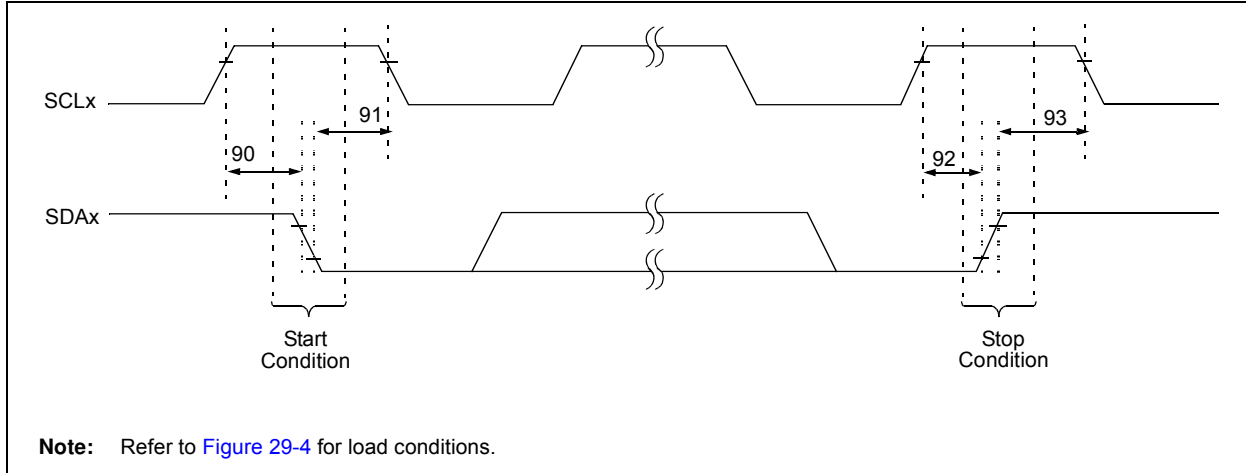 SCLx
91
93
90
92
SDAx
Start
Condition
Stop
Condition
Note: Refer to Figure 29-4 for load conditions.